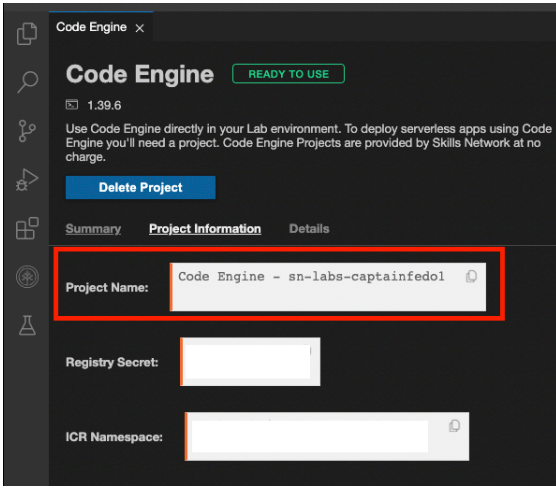 Code Engine
Code Engine
READY TO USE
1.39.6
Use Code Engine directly in your Lab environment. To deploy serverless apps using Code
Engine you'll need a project. Code Engine Projects are provided by Skills Network at no
charge.
Delete Project
Summary
Project Information
Details
Project Name:
Code Engine - sn-labs-captainfedo1
Registry Secret:
ICR Namespace: